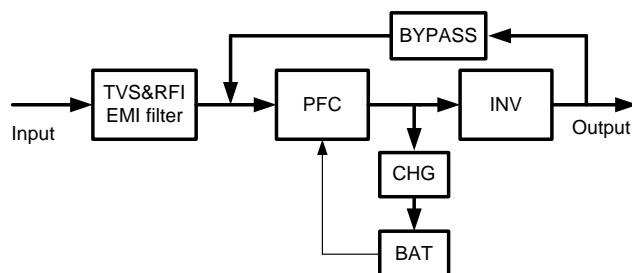 BYPASS
TVS&RFI
EMI filter
PFC
INV
Input
Output
CHG
BAT